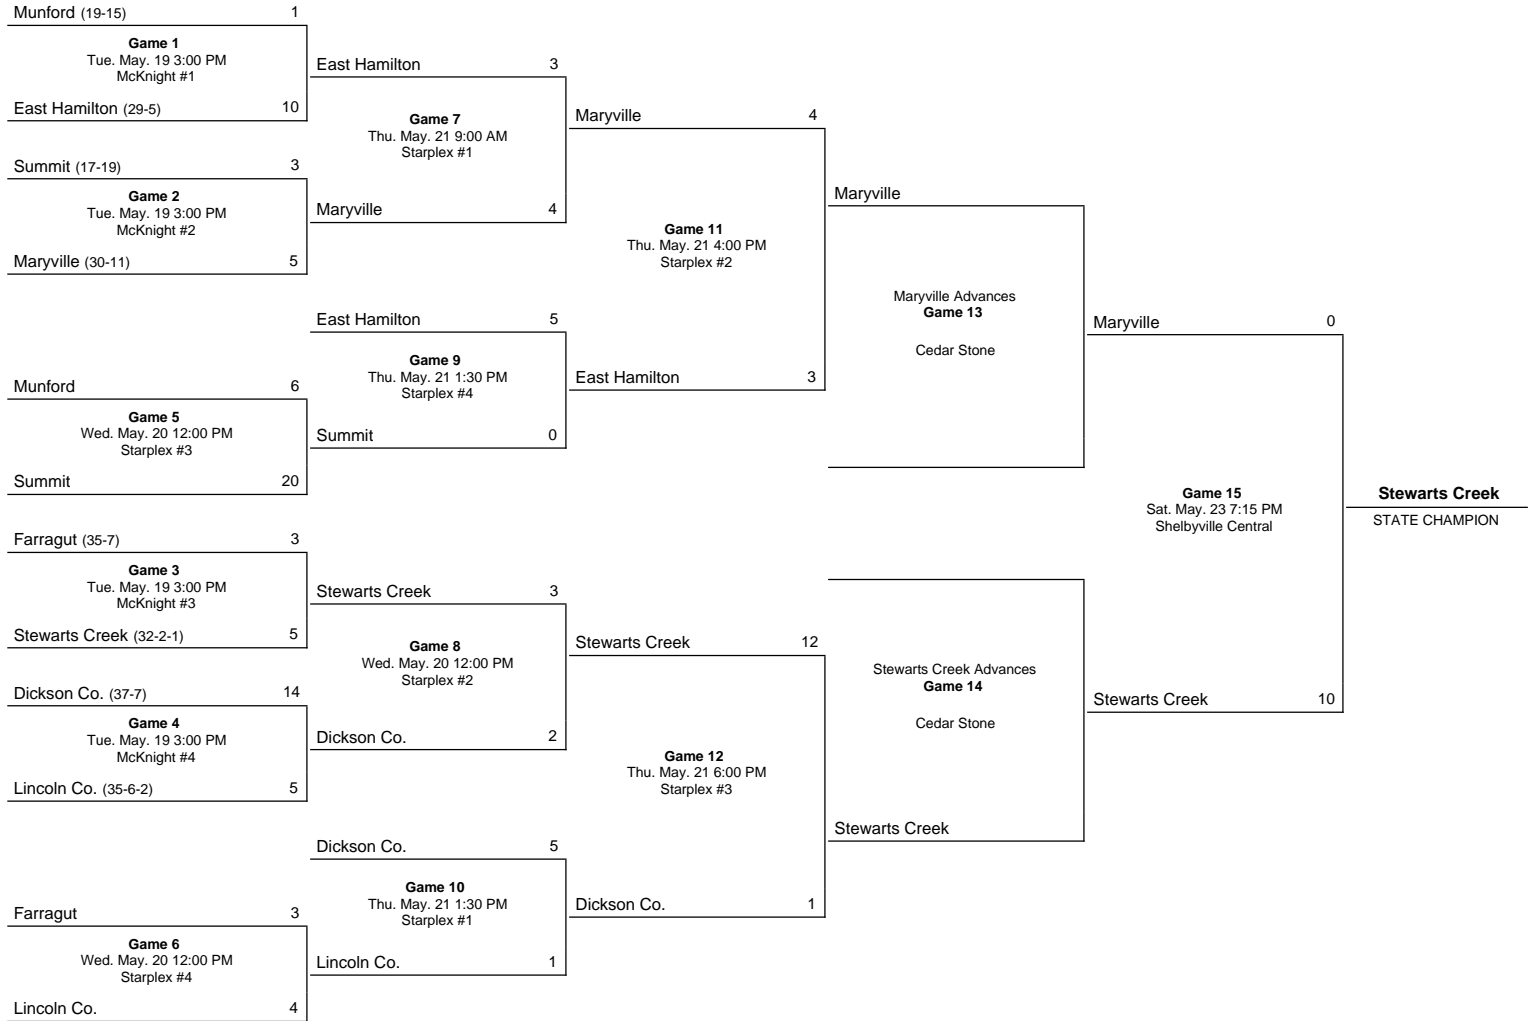 Munford (19-15) 1
Game 1
Tue. May. 19 3:00 PM
McKnight #1
East Hamilton (29-5) 10
Summit (17-19) 3
Game 2
Tue. May. 19 3:00 PM
McKnight #2
Maryville (30-11) 5
Munford 6
Game 5
Wed. May. 20 12:00 PM
Starplex #3
Summit 20
Farragut (35-7) 3
Game 3
Tue. May. 19 3:00 PM
McKnight #3
Stewarts Creek (32-2-1) 5
Dickson Co. (37-7) 14
Game 4
Tue. May. 19 3:00 PM
McKnight #4
Lincoln Co. (35-6-2) 5
Farragut 3
Game 6
Wed. May. 20 12:00 PM
Starplex #4
Lincoln Co. 4
East Hamilton 3
Game 7
Thu. May. 21 9:00 AM
Starplex #1
Maryville 4
East Hamilton 5
Game 9
Thu. May. 21 1:30 PM
Starplex #4
Summit 0
Stewarts Creek 3
Game 8
Wed. May. 20 12:00 PM
Starplex #2
Dickson Co. 2
Dickson Co. 5
Game 10
Thu. May. 21 1:30 PM
Starplex #1
Lincoln Co. 1
Maryville 4
Game 11
Thu. May. 21 4:00 PM
Starplex #2
East Hamilton 3
Stewarts Creek 12
Game 12
Thu. May. 21 6:00 PM
Starplex #3
Dickson Co. 1
Maryville
Maryville Advances
Game 13
Cedar Stone
Stewarts Creek Advances
Game 14
Cedar Stone
Stewarts Creek
Maryville 0
Game 15
Sat. May. 23 7:15 PM
Shelbyville Central
Stewarts Creek 10
Stewarts Creek
STATE CHAMPION